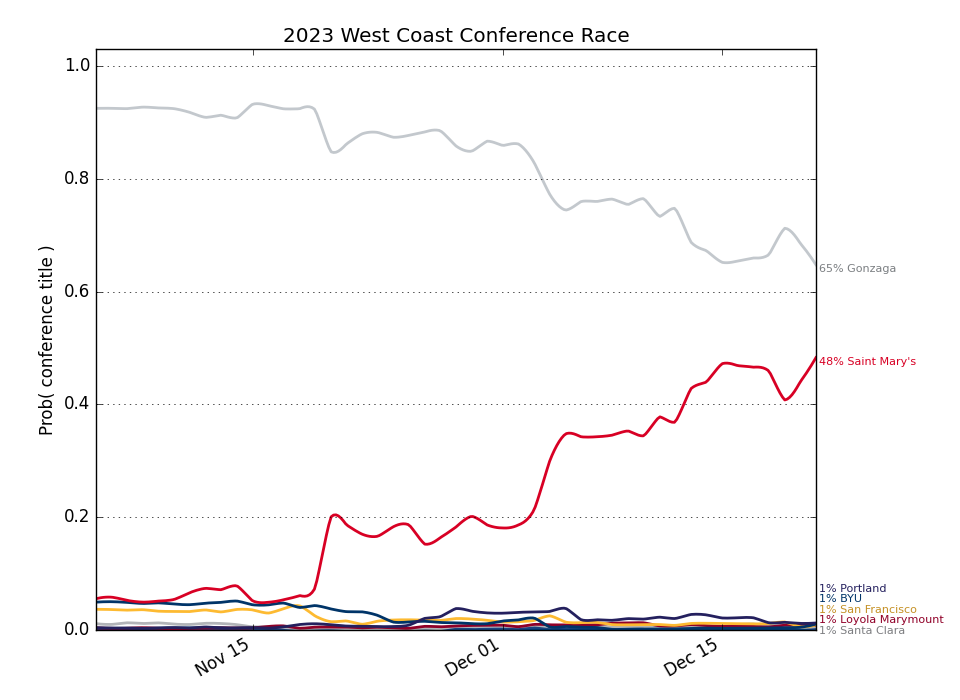 2023 West Coast Conference Race
Prob( conference title )
1.0
0.8
0.6
0.4
0.2
0.0
Nov 15
Dec 01
Dec 15
65% Gonzaga
48% Saint Mary's
1% Portland
1% BYU
1% San Francisco
1% Loyola Marymount
1% Santa Clara